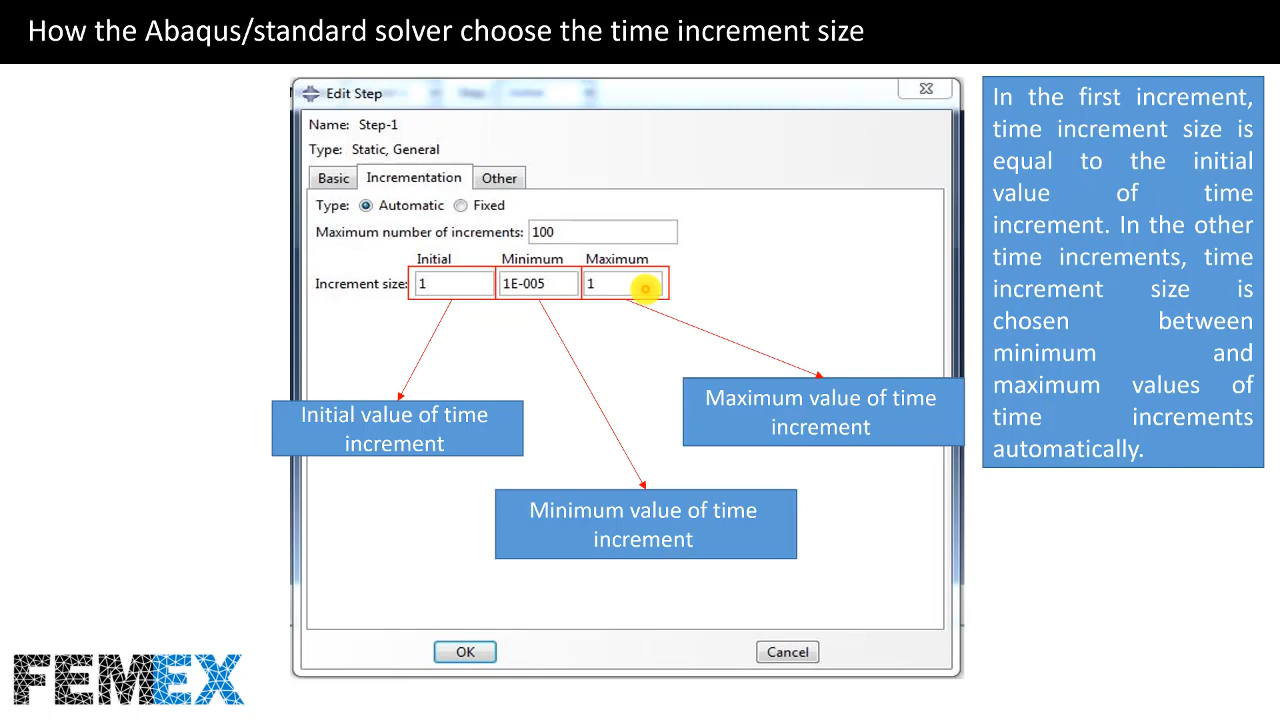 How the Abaqus/standard solver choose the time increment size
Edit Step
Name: Step-1
Type: Static, General
Basic Incrementation Other
Type: Automatic Fixed
Maximum number of increments: 100
Initial Minimum Maximum
Increment size: 1 1E-005 1
Initial value of time
increment
Minimum value of time
increment
Maximum value of time
increment
OK Cancel
In the first increment,
time increment size is
equal to the initial
value of time
increment. In the other
time increments, time
increment size is
chosen between
minimum and
maximum values of
time increments
automatically.
FEMEX